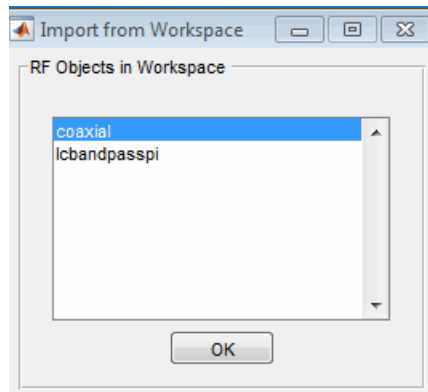 Import from Workspace
RF Objects in Workspace
coaxial
lcbandpasspi
OK